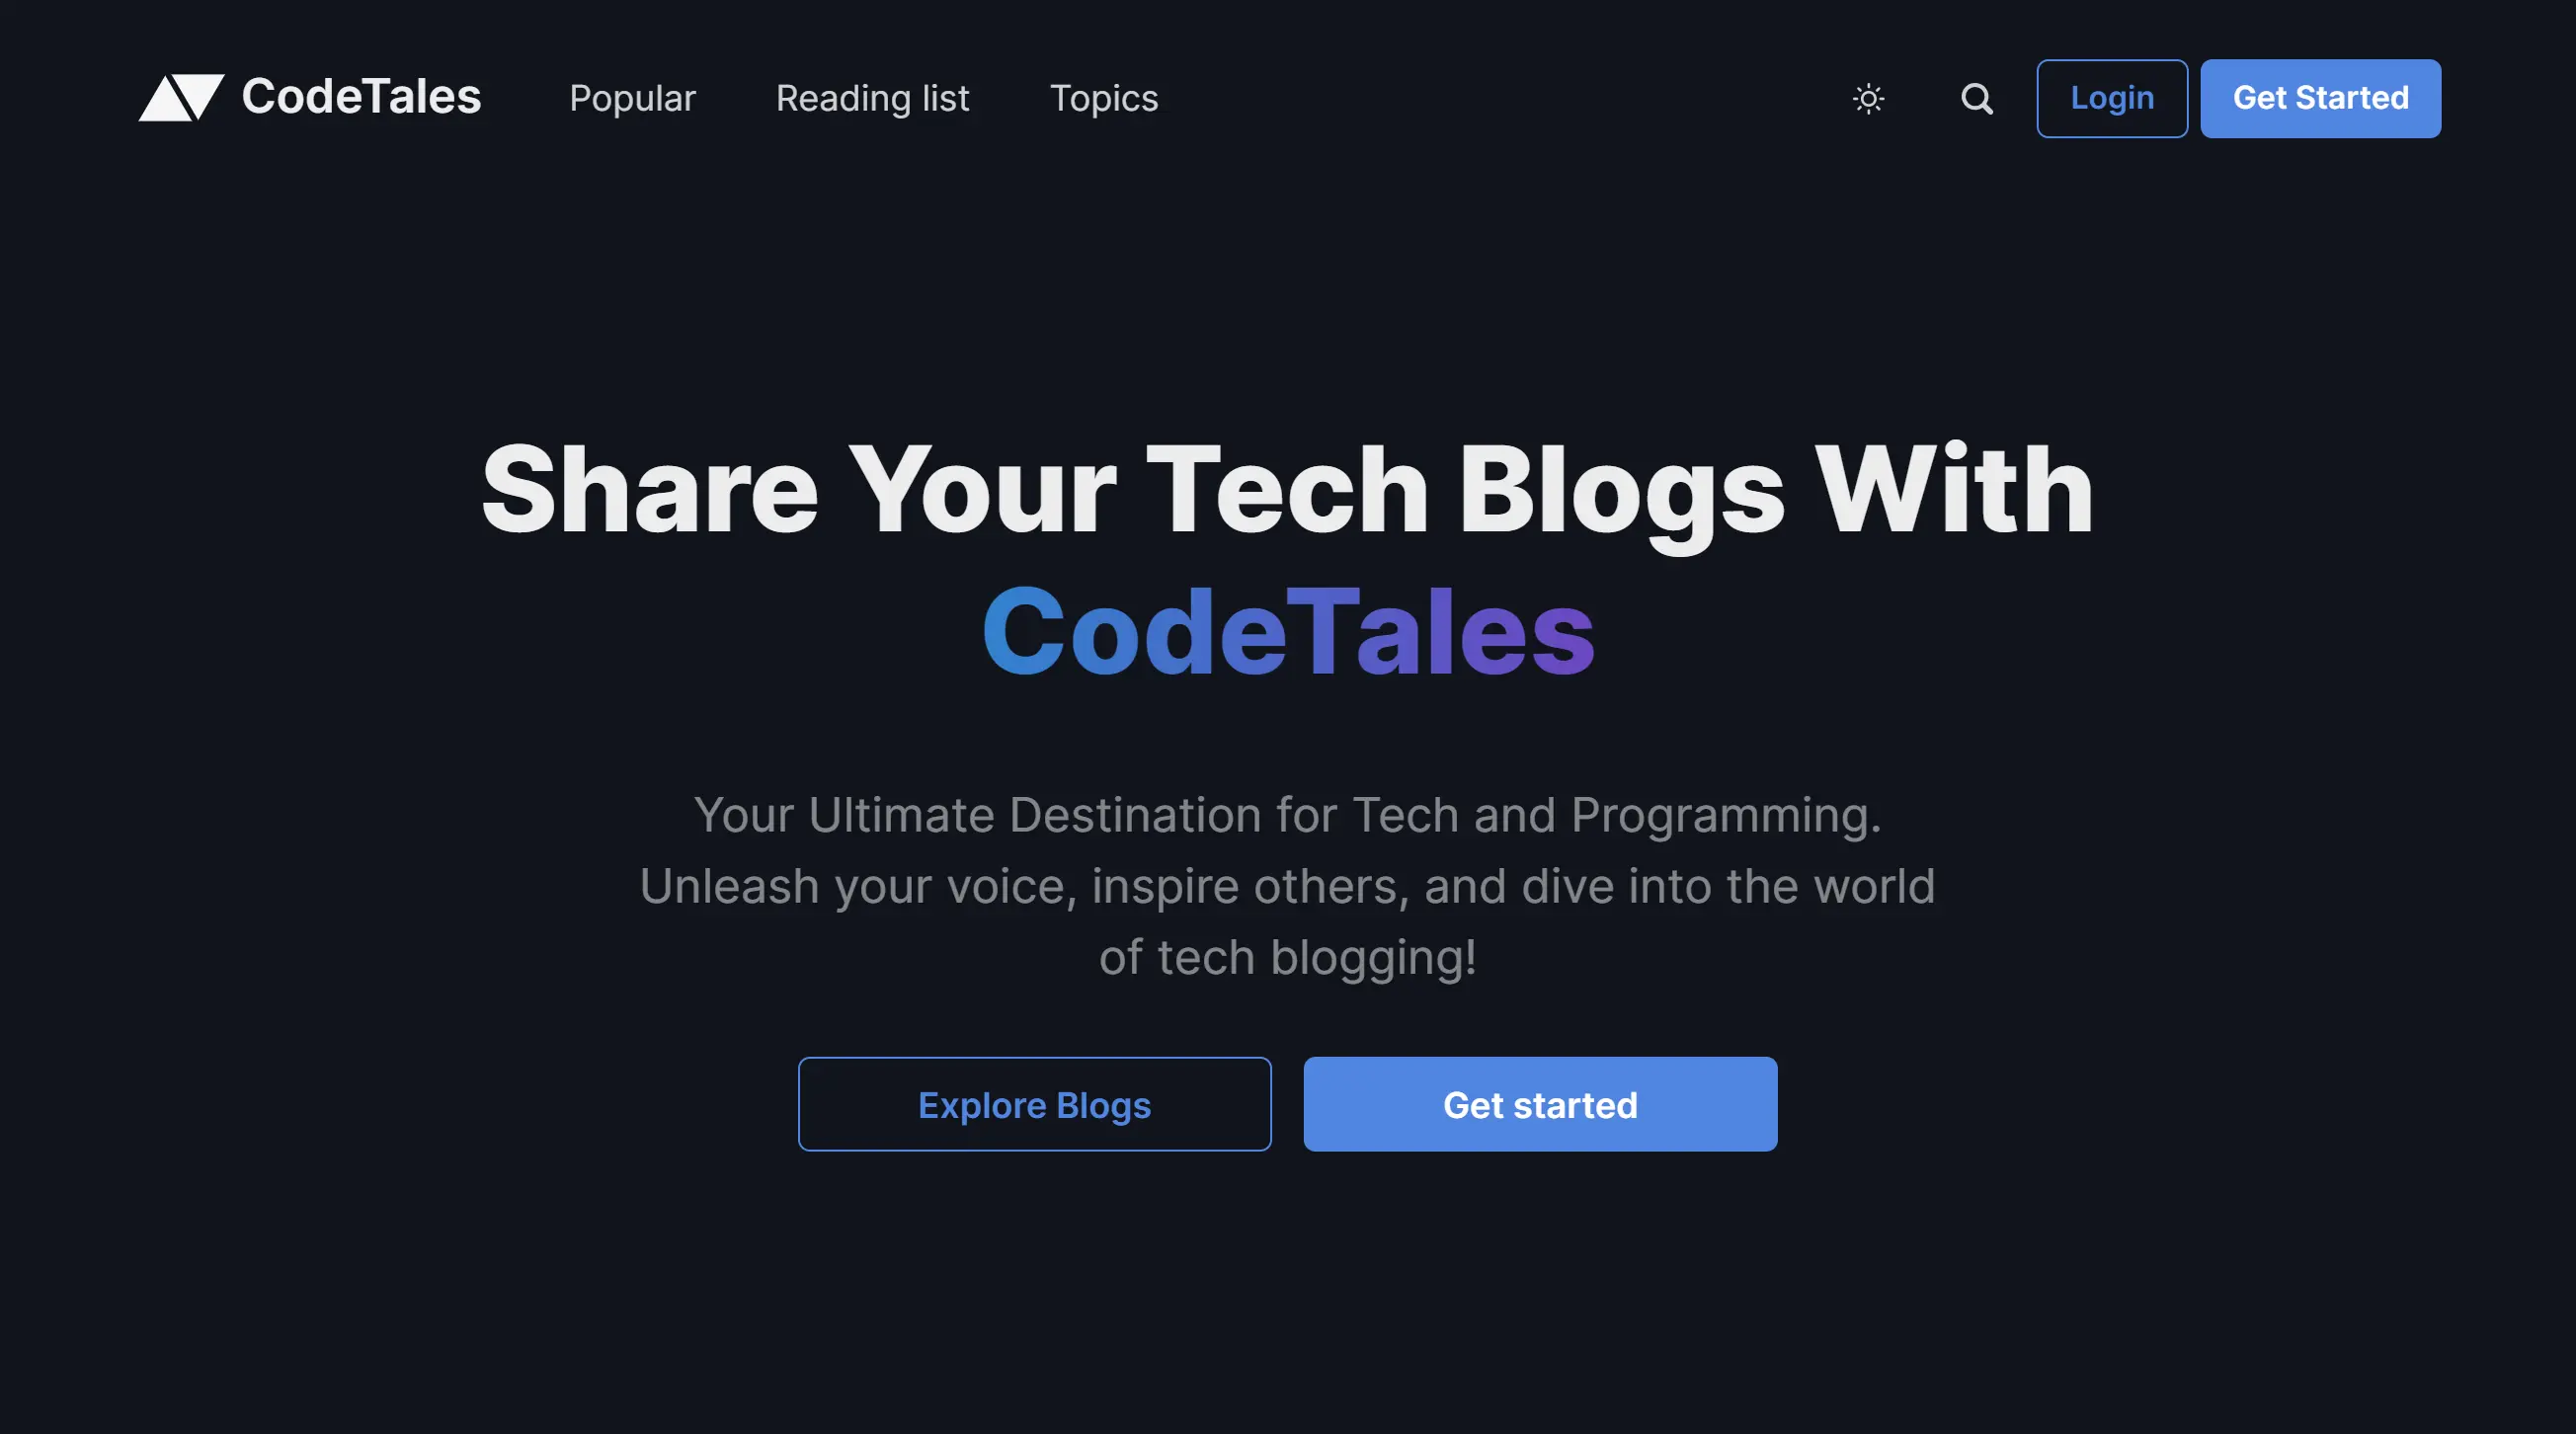 CodeTales
Popular
Reading list
Topics
Login
Get Started
Share Your Tech Blogs With
CodeTales
Your Ultimate Destination for Tech and Programming.
Unleash your voice, inspire others, and dive into the world
of tech blogging!
Explore Blogs
Get started